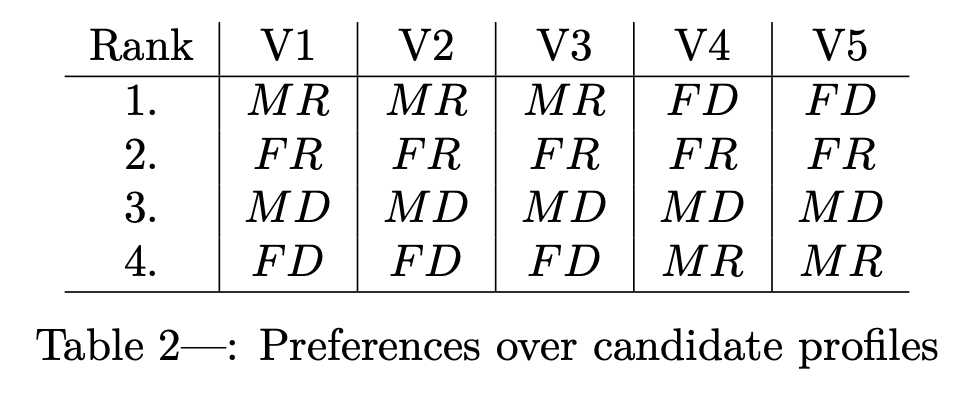 Rank V1 V2 V3 V4 V5
1. MR MR MR FD FD
2. FR FR FR FR FR
3. MD MD MD MD MD
4. FD FD FD MR MR
Table 2—: Preferences over candidate profiles